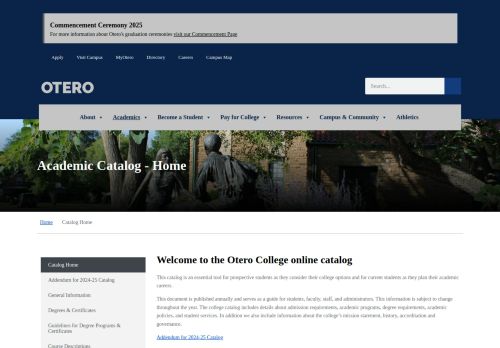 Commencement Ceremony 2025
For more information about Otero's graduation ceremonies visit our Commencement Page
Apply Visit Campus MyOtero Directory Careers Campus Map
OTERO
Search...
About Academics Become a Student Pay for College Resources Campus & Community Athletics
Academic Catalog - Home
Home Catalog Home
Catalog Home
Addendum for 2024-25 Catalog
General Information
Degrees & Certificates
Guidelines for Degree Programs &
Certificates
Course Descriptions
Welcome to the Otero College online catalog
This catalog is an essential tool for prospective students as they consider their college options and for current students as they plan their academic
careers.
This document is published annually and serves as a guide for students, faculty, staff, and administrators. This information is subject to change
throughout the year. The college catalog includes details about admission requirements, academic programs, degree requirements, academic
policies, and student services. In addition we also include information about the college's mission statement, history, accreditation and
governance.
Addendum for 2024-25 Catalog